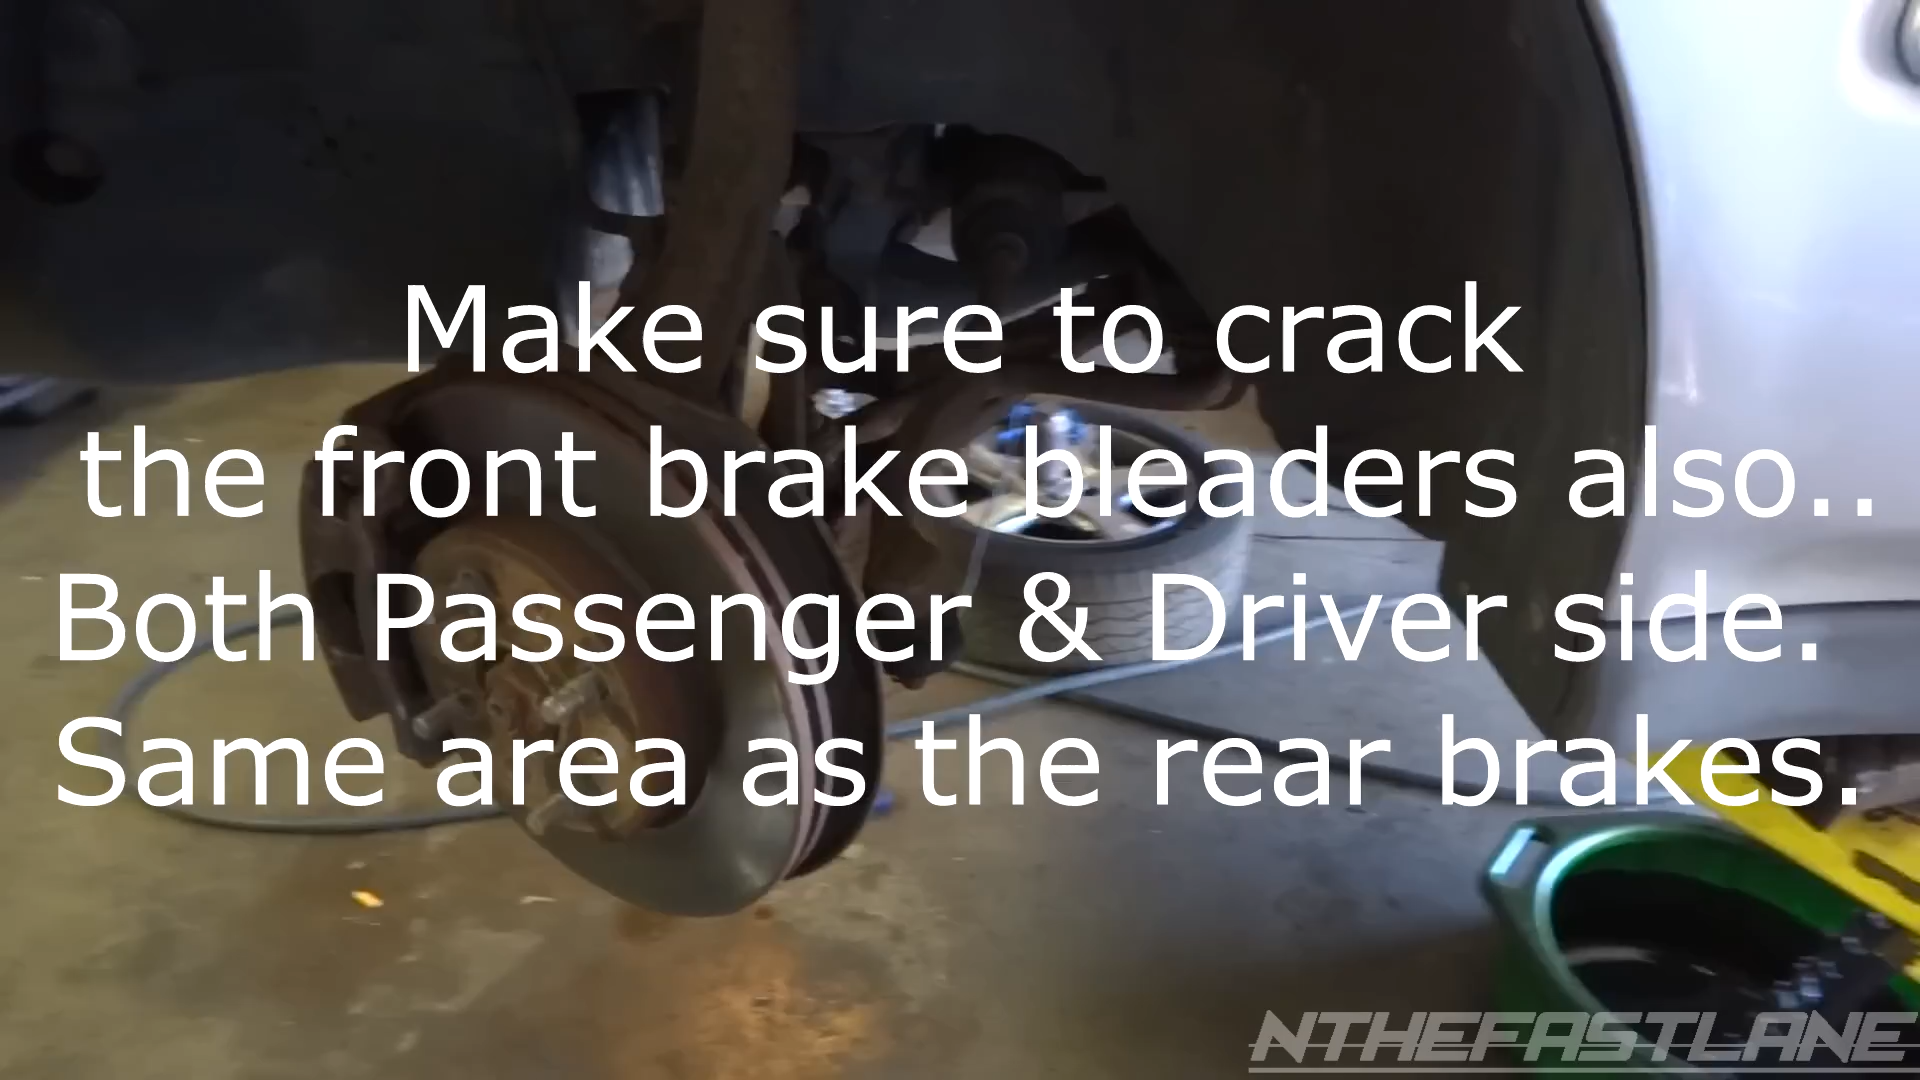 Make sure to crack
the front brake bleaders also..
Both Passenger & Driver side.
Same area as the rear brakes.
NTHEFASTLANE